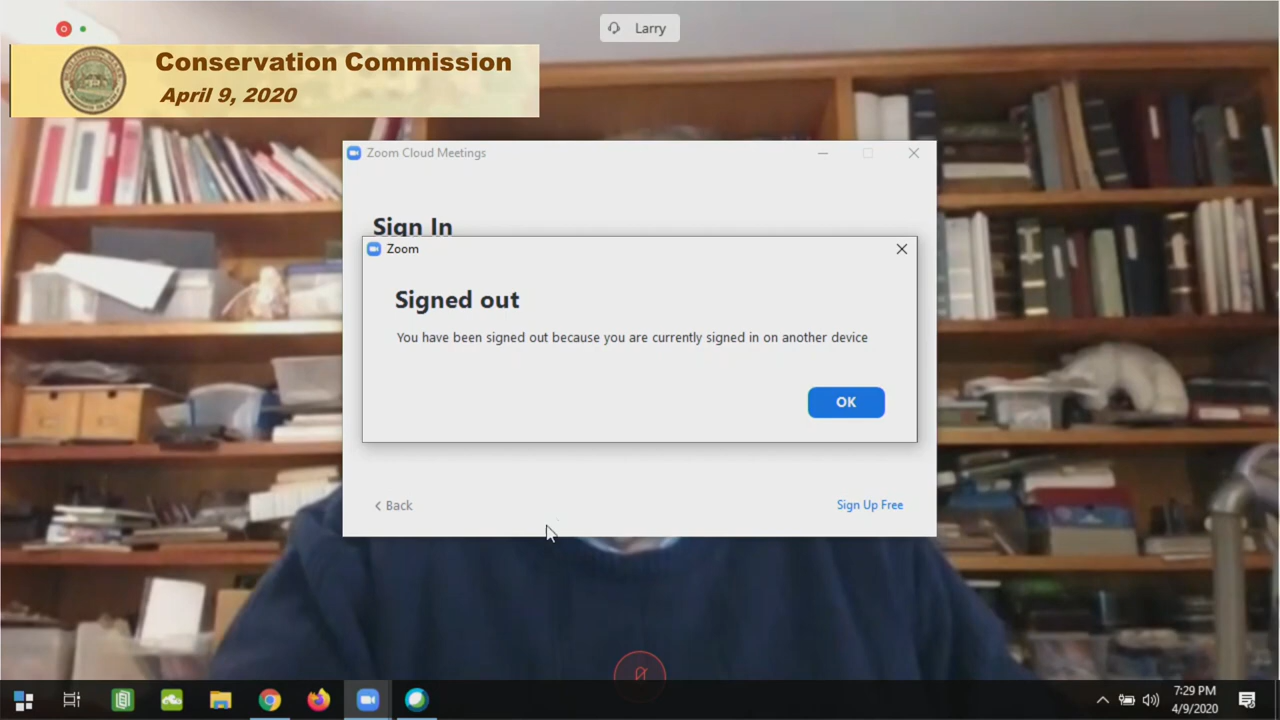 Larry
Conservation Commission
April 9, 2020
Zoom Cloud Meetings
Sign In
Zoom
Signed out
You have been signed out because you are currently signed in on another device
OK
Back
Sign Up Free
7:29 PM
4/9/2020